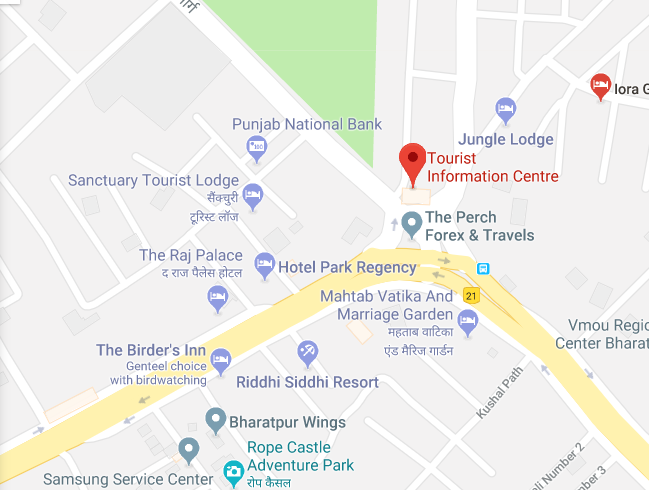 मार्ग
Iora G
Punjab National Bank
Jungle Lodge
Tourist
Information Centre
Sanctuary Tourist Lodge
सैंक्चुरी
टूरिस्ट लॉज
The Perch
Forex & Travels
The Raj Palace
द राज पैलेस होटल
Hotel Park Regency
21
Mahtab Vatika And
Marriage Garden
महताब वाटिका
एंड मैरिज गार्डन
Vmou Regio
Center Bharat
The Birder's Inn
Genteel choice
with birdwatching
Riddhi Siddhi Resort
Kushal Path
Bharatpur Wings
Rope Castle
Adventure Park
रोप कैसल
Samsung Service Center
li Number 2
mber 3